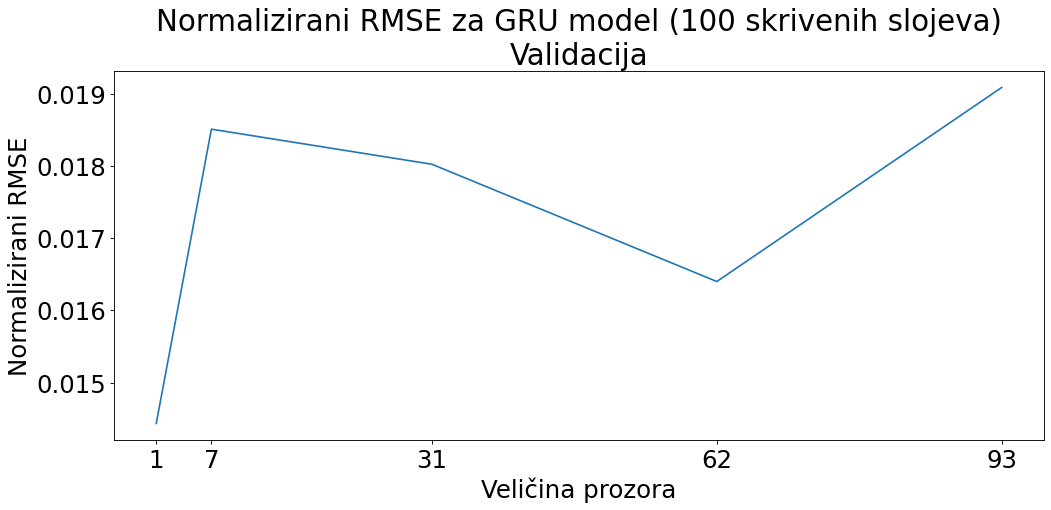 Normalizirani RMSE za GRU model (100 skrivenih slojeva)
Validacija
Normalizirani RMSE
0.019
0.018
0.017
0.016
0.015
1 7 31 62 93
Veličina prozora